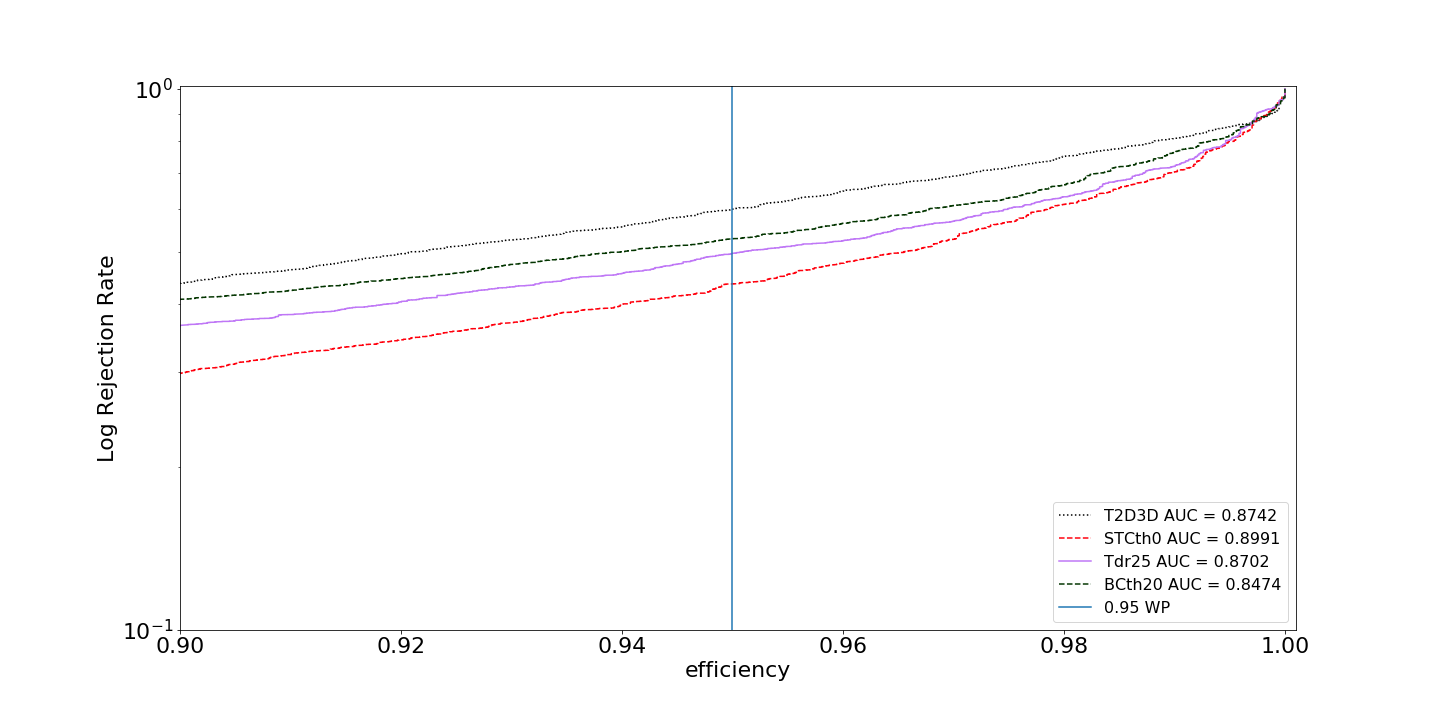 10^0
10^-1
Log Rejection Rate
0.90 0.92 0.94 0.96 0.98 1.00
efficiency
T2D3D AUC = 0.8742
STCth0 AUC = 0.8991
Tdr25 AUC = 0.8702
BCth20 AUC = 0.8474
0.95 WP